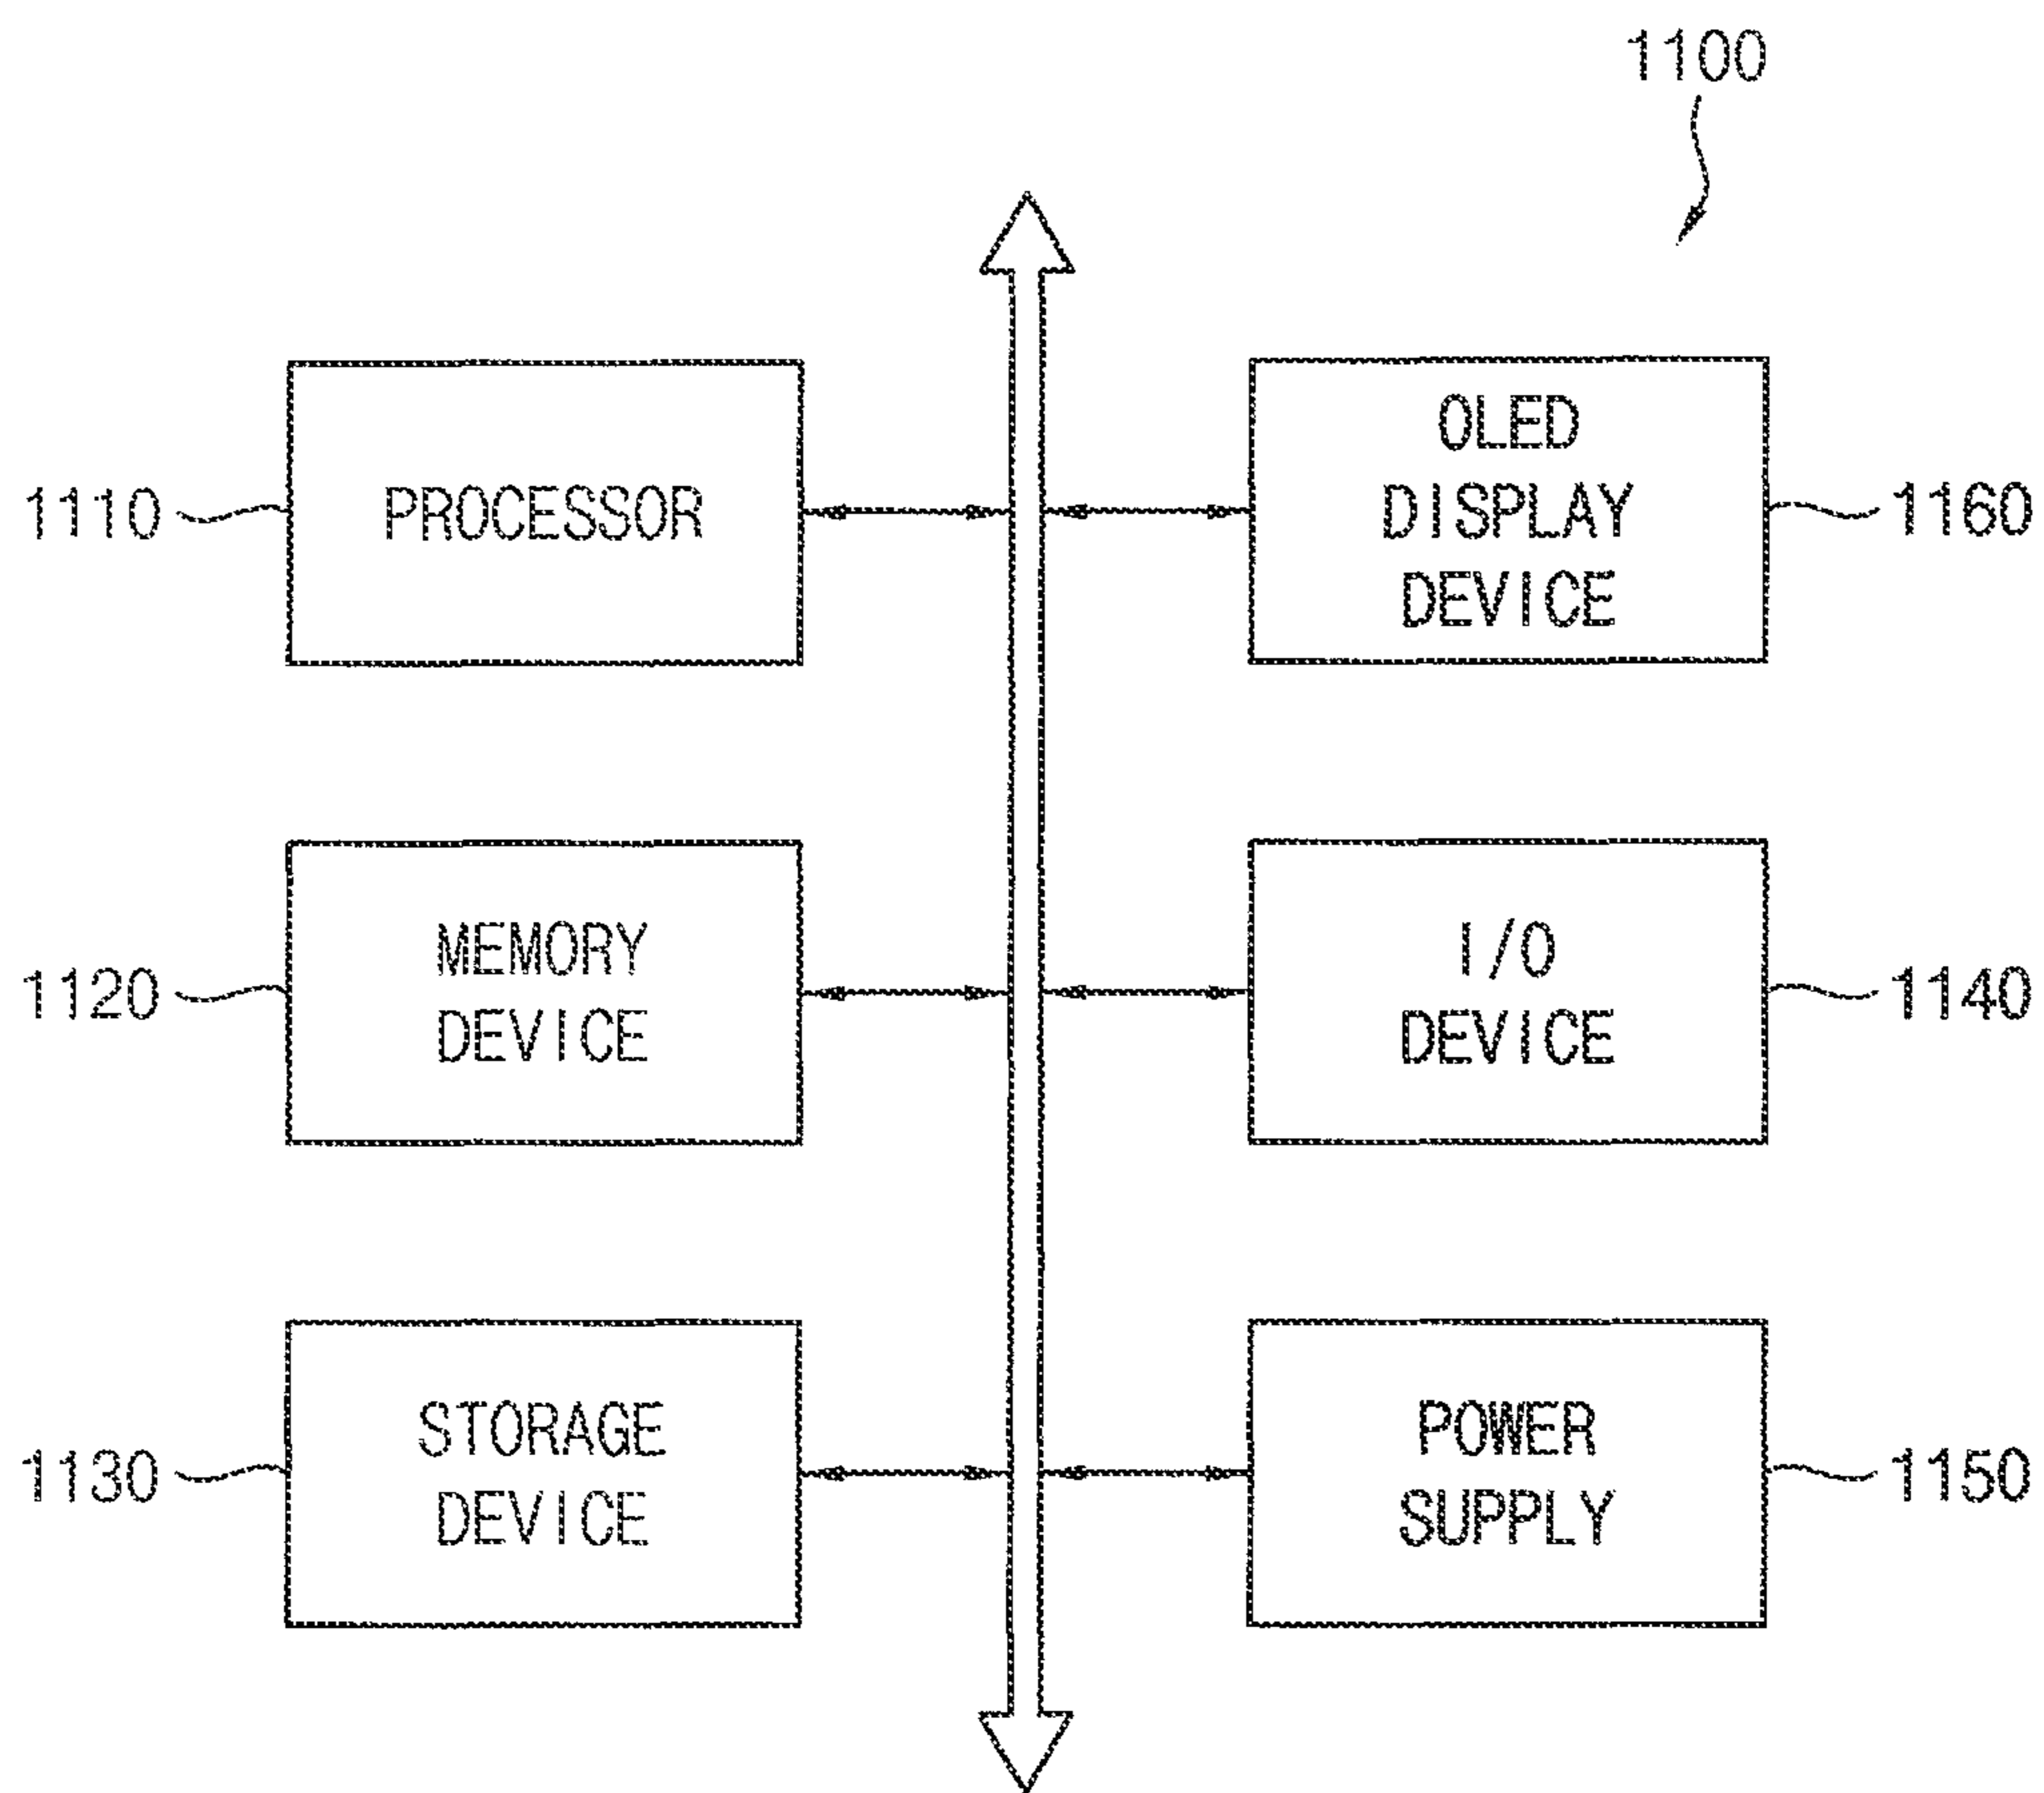 1100
1110
PROCESSOR
OLED
DISPLAY
DEVICE
1160
1120
MEMORY
DEVICE
I/O
DEVICE
1140
1130
STORAGE
DEVICE
POWER
SUPPLY
1150